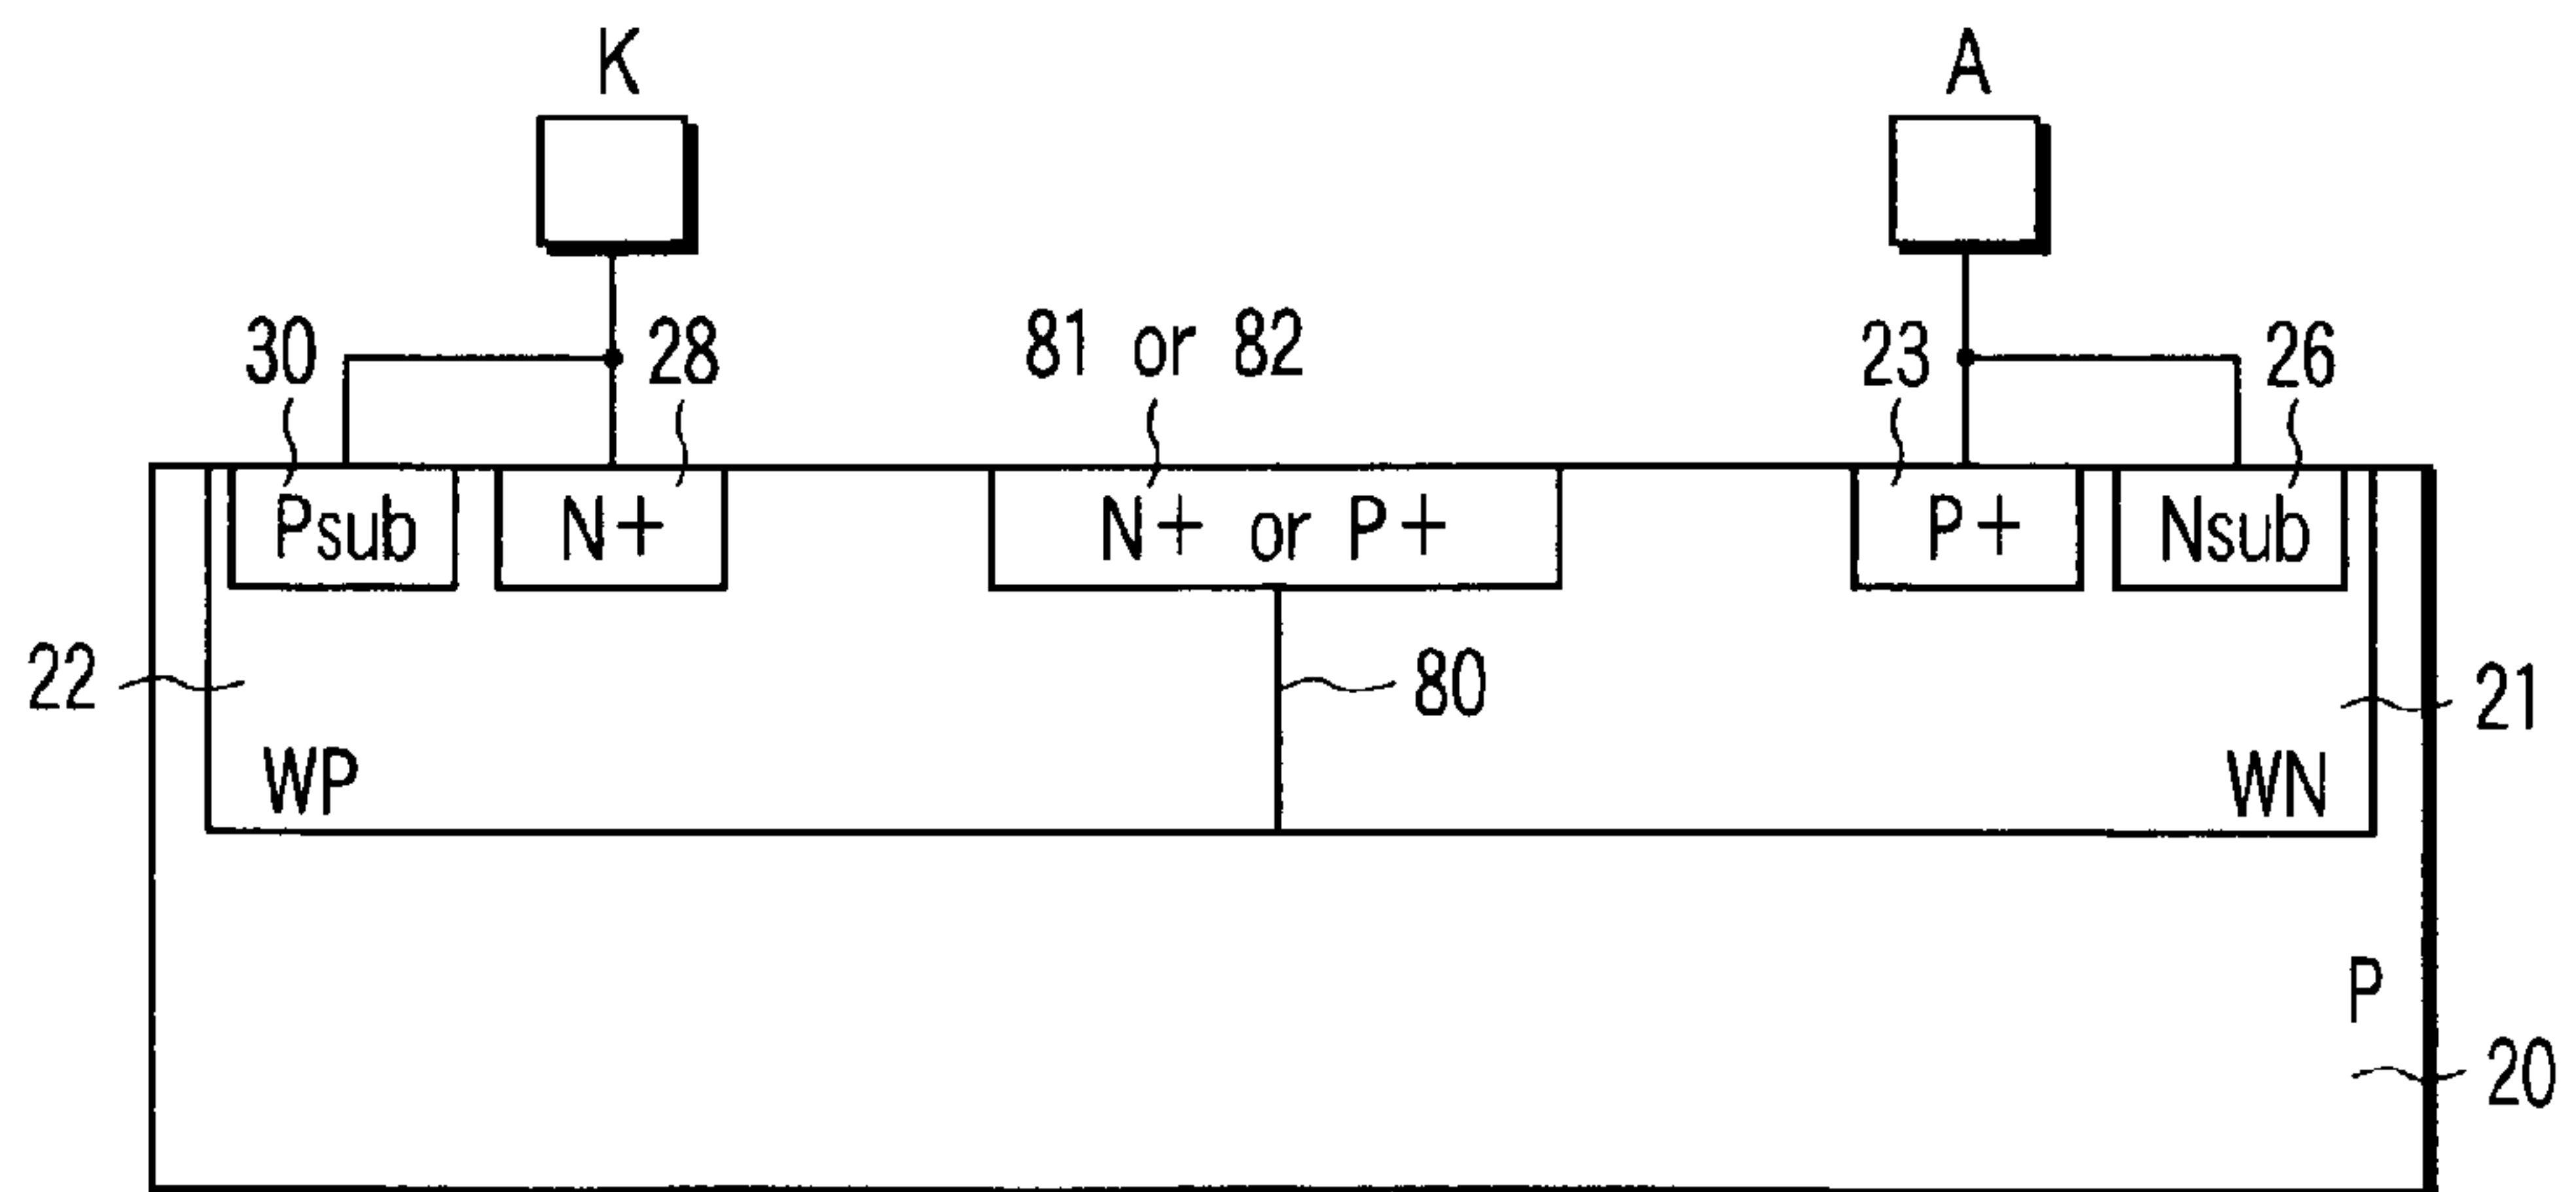 K
A
30
28
81 or 82
23
26
Psub
N+
N+ or P+
P+
Nsub
22
80
21
WP
WN
P
20